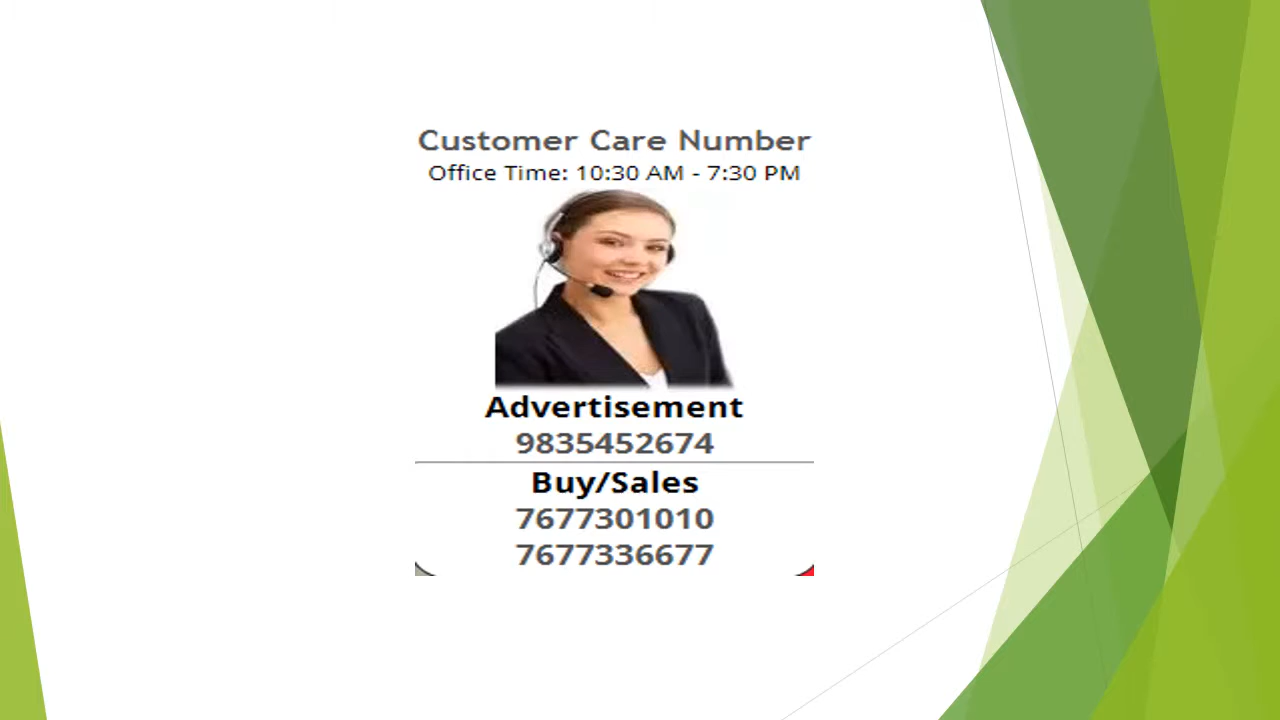 Customer Care Number
Office Time: 10:30 AM - 7:30 PM
Advertisement
9835452674
Buy/Sales
7677301010
7677336677